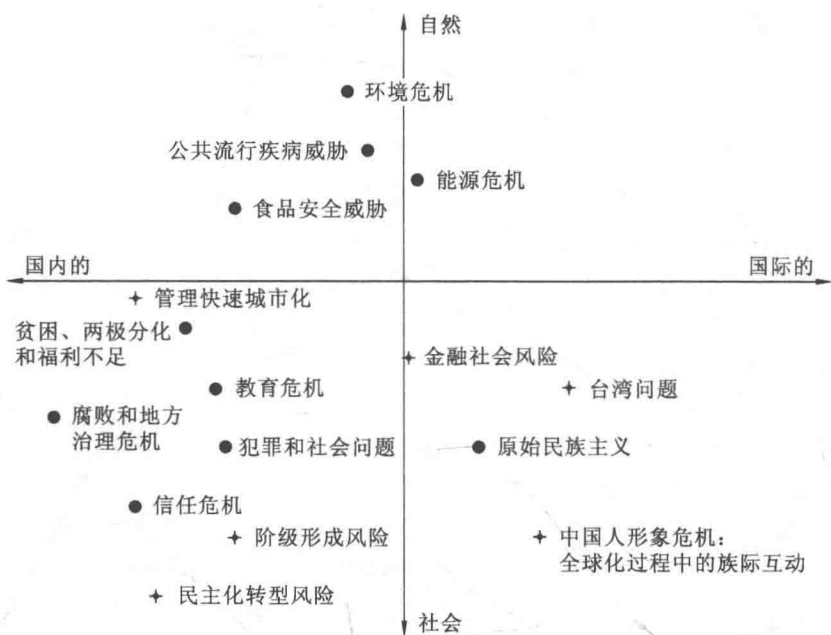 自然
环境危机
公共流行疾病威胁
能源危机
食品安全威胁
国内的
国际的
管理快速城市化
贫困、两极分化
和福利不足
金融社会风险
教育危机
台湾问题
腐败和地方
治理危机
犯罪和社会问题
原始民族主义
信任危机
阶级形成风险
中国人形象危机：
全球化过程中的族际互动
民主化转型风险
社会